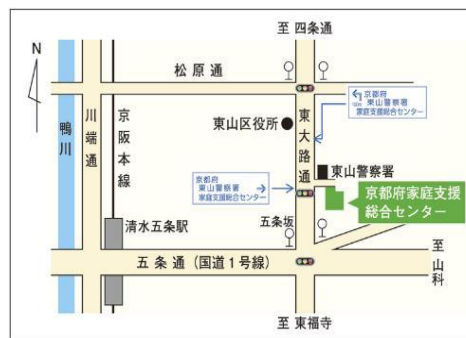 至 四条通
N
松原通
京都府
東山警察署
家庭支援総合センター
鴨川
川端通
京阪本線
東山区役所
東大路通
東山警察署
京都府
東山警察署
家庭支援総合センター
京都府家庭支援
総合センター
清水五条駅
五条坂
五条通(国道1号線)
至 山科
至 東福寺